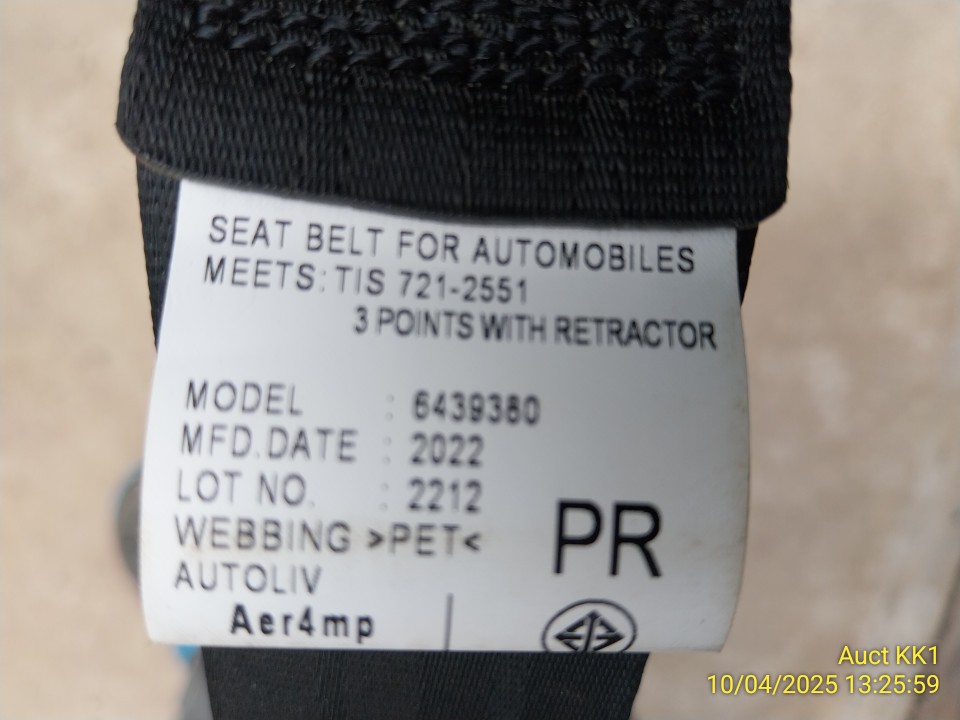 SEAT BELT FOR AUTOMOBILES
MEETS: TIS 721-2551
3 POINTS WITH RETRACTOR
MODEL : 6439380
MFD.DATE : 2022
LOT NO. : 2212
WEBBING >PET<
PR
AUTOLIV
Aer4mp
Auct KK1
10/04/2025 13:25:59